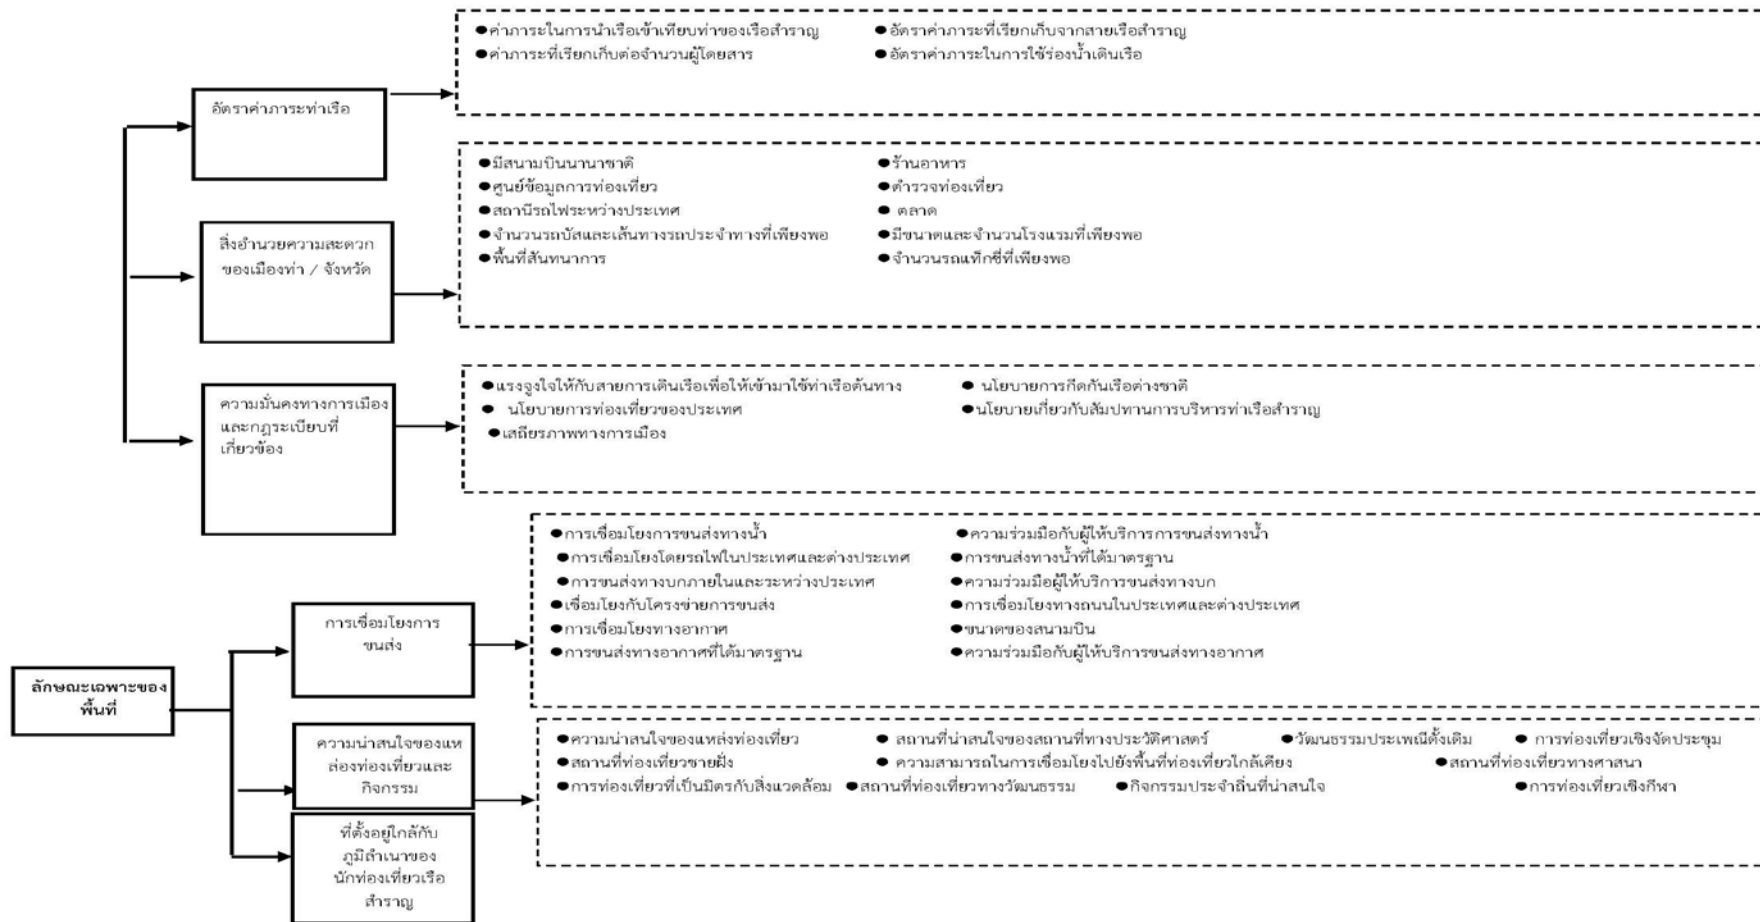 ●ค่าภาระในการนำเรือเข้าเทียบท่าของเรือสำราญ ●อัตราค่าภาระที่เรียกเก็บจากสายเรือสำราญ
●ค่าภาระที่เรียกเก็บต่อจำนวนผู้โดยสาร ●อัตราค่าภาระในการใช้ร่องน้ำเดินเรือ
อัตราค่าภาระท่าเรือ
●มีสนามบินนานาชาติ ●ร้านอาหาร
●ศูนย์ข้อมูลการท่องเที่ยว ●ตำรวจท่องเที่ยว
●สถานีรถไฟระหว่างประเทศ ● ตลาด
●จำนวนรถบัสและเส้นทางรถประจำทางที่เพียงพอ ●มีขนาดและจำนวนโรงแรมที่เพียงพอ
●พื้นที่สันทนาการ ●จำนวนรถแท็กซี่ที่เพียงพอ
สิ่งอำนวยความสะดวก
ของเมืองท่า / จังหวัด
●แรงจูงใจให้กับสายการเดินเรือเพื่อให้เข้ามาใช้ท่าเรือต้นทาง ● นโยบายการกีดกันเรือต่างชาติ
● นโยบายการท่องเที่ยวของประเทศ ●นโยบายเกี่ยวกับสัมปทานการบริหารท่าเรือสำราญ
●เสถียรภาพทางการเมือง
ความมั่นคงทางการเมือง
และกฎระเบียบที่
เกี่ยวข้อง
●การเชื่อมโยงการขนส่งทางน้ำ ●ความร่วมมือกับผู้ให้บริการการขนส่งทางน้ำ
●การเชื่อมโยงโดยรถไฟในประเทศและต่างประเทศ ●การขนส่งทางน้ำที่ได้มาตรฐาน
●การขนส่งทางบกภายในและระหว่างประเทศ ●ความร่วมมือผู้ให้บริการขนส่งทางบก
●เชื่อมโยงกับโครงข่ายการขนส่ง ●การเชื่อมโยงทางถนนในประเทศและต่างประเทศ
●การเชื่อมโยงทางอากาศ ●ขนาดของสนามบิน
●การขนส่งทางอากาศที่ได้มาตรฐาน ●ความร่วมมือกับผู้ให้บริการขนส่งทางอากาศ
การเชื่อมโยงการ
ขนส่ง
ลักษณะเฉพาะของ
พื้นที่
●ความน่าสนใจของแหล่งท่องเที่ยว ● สถานที่น่าสนใจของสถานที่ทางประวัติศาสตร์ ●วัฒนธรรมประเพณีดั้งเดิม ● การท่องเที่ยวเชิงจัดประชุม
●สถานที่ท่องเที่ยวชายฝั่ง ● ความสามารถในการเชื่อมโยงไปยังพื้นที่ท่องเที่ยวใกล้เคียง ●สถานที่ท่องเที่ยวทางศาสนา
●การท่องเที่ยวที่เป็นมิตรกับสิ่งแวดล้อม ●สถานที่ท่องเที่ยวทางวัฒนธรรม ●กิจกรรมประจำถิ่นที่น่าสนใจ ●การท่องเที่ยวเชิงกีฬา
ความน่าสนใจของแห
ล่องท่องเที่ยวและ
กิจกรรม
ที่ตั้งอยู่ใกล้กับ
ภูมิลำเนาของ
นักท่องเที่ยวเรือ
สำราญ